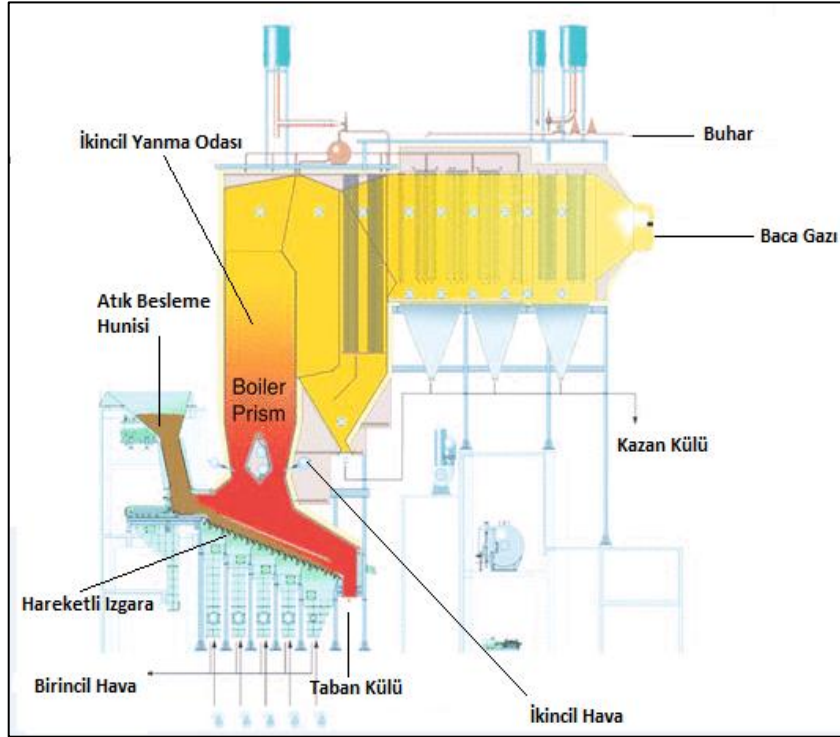 İkincil Yanma Odası
Buhar
Baca Gazı
Atık Besleme
Hunisi
Boiler
Prism
Kazan Külü
Hareketli Izgara
Birincil Hava
Taban Külü
İkincil Hava